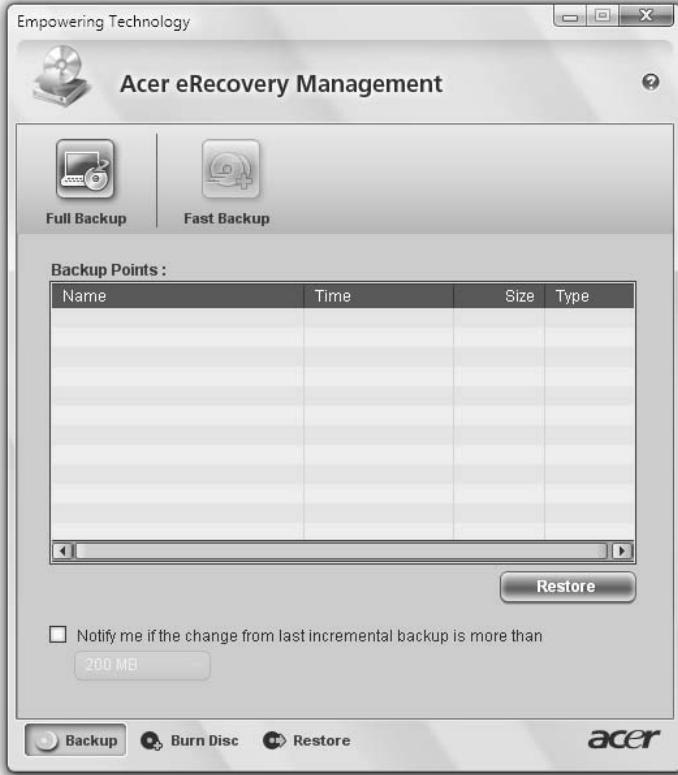 Empowering Technology
Acer eRecovery Management
Full Backup Fast Backup
Backup Points :
Name Time Size Type
Restore
Notify me if the change from last incremental backup is more than
200 MB
Backup Burn Disc Restore acer